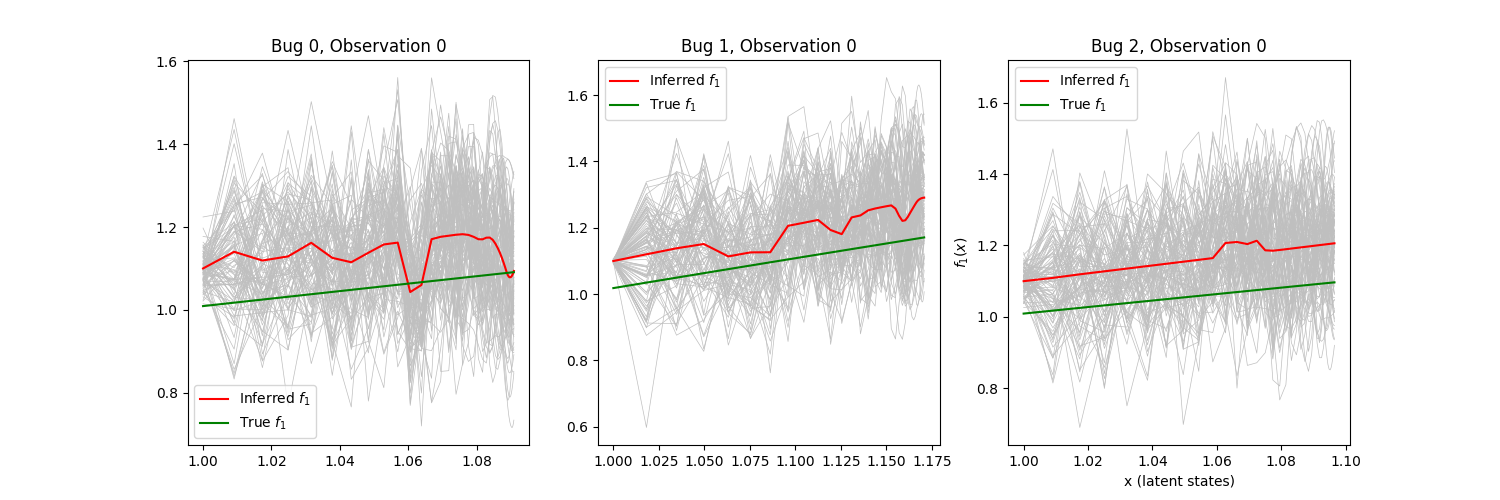 Bug 0, Observation 0
1.6
1.4
1.2
1.0
0.8
Inferred f₁
True f₁
1.00 1.02 1.04 1.06 1.08
Bug 1, Observation 0
Inferred f₁
True f₁
1.6
1.4
1.2
1.0
0.8
0.6
1.000 1.025 1.050 1.075 1.100 1.125 1.150 1.175
Bug 2, Observation 0
Inferred f₁
True f₁
f₁(x)
1.6
1.4
1.2
1.0
0.8
1.00 1.02 1.04 1.06 1.08 1.10
x (latent states)